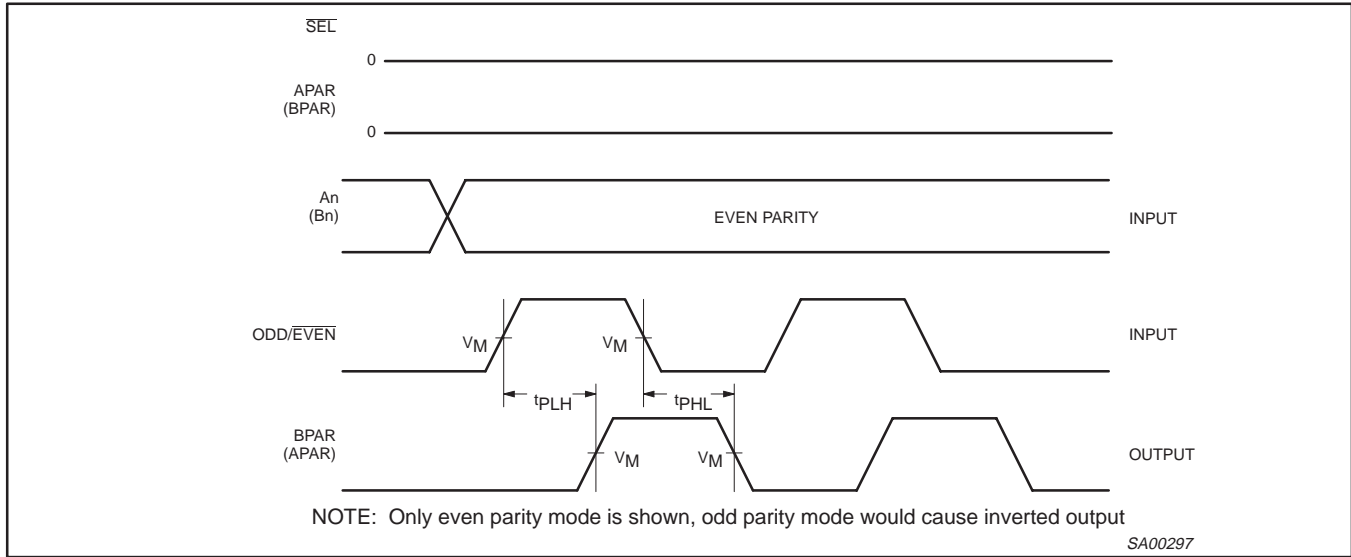 SEL
0
APAR
(BPAR)
0
An
(Bn)
EVEN PARITY
INPUT
ODD/EVEN
VM
VM
INPUT
tPLH
tPHL
BPAR
(APAR)
VM
VM
OUTPUT
NOTE: Only even parity mode is shown, odd parity mode would cause inverted output
SA00297